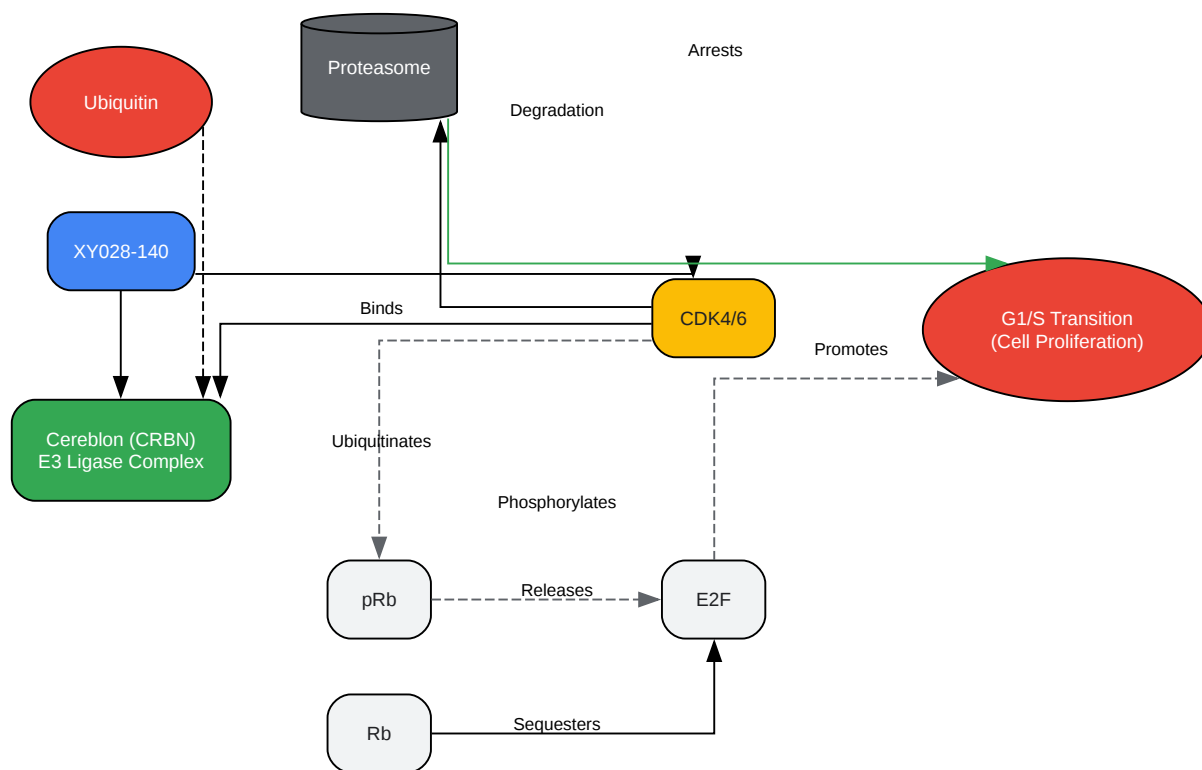 Arrests
Proteasome
Ubiquitin
Degradation
XY028-140
Binds
CDK4/6
G1/S Transition
(Cell Proliferation)
Promotes
Cereblon (CRBN)
E3 Ligase Complex
Ubiquitinates
Phosphorylates
pRb
Releases
E2F
Rb
Sequesters